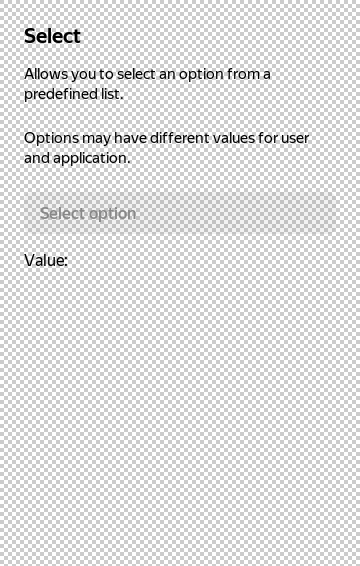 Select
Allows you to select an option from a
predefined list.
Options may have different values for user
and application.
Select option
Value: